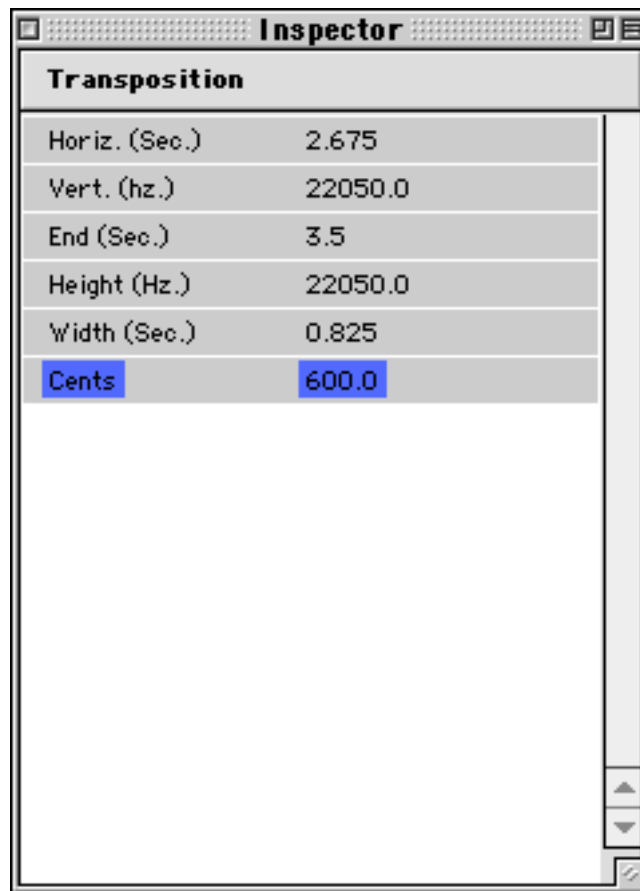 Inspector
Transposition
Horiz. (Sec.) 2.675
Vert. (hz.) 22050.0
End (Sec.) 3.5
Height (Hz.) 22050.0
Width (Sec.) 0.825
Cents 600.0